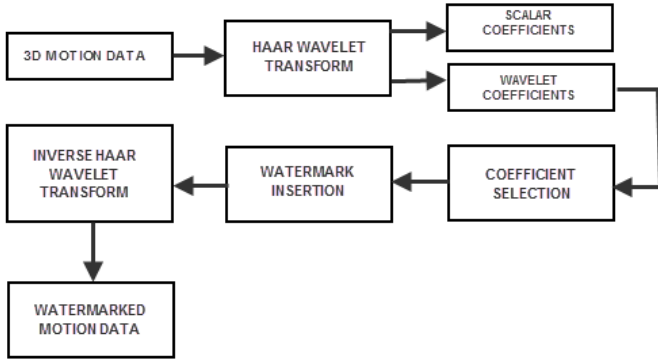 3D MOTION DATA
HAAR WAVELET
TRANSFORM
SCALAR
COEFFICIENTS
WAVELET
COEFFICIENTS
INVERSE HAAR
WAVELET
TRANSFORM
WATERMARK
INSERTION
COEFFICIENT
SELECTION
WATERMARKED
MOTION DATA